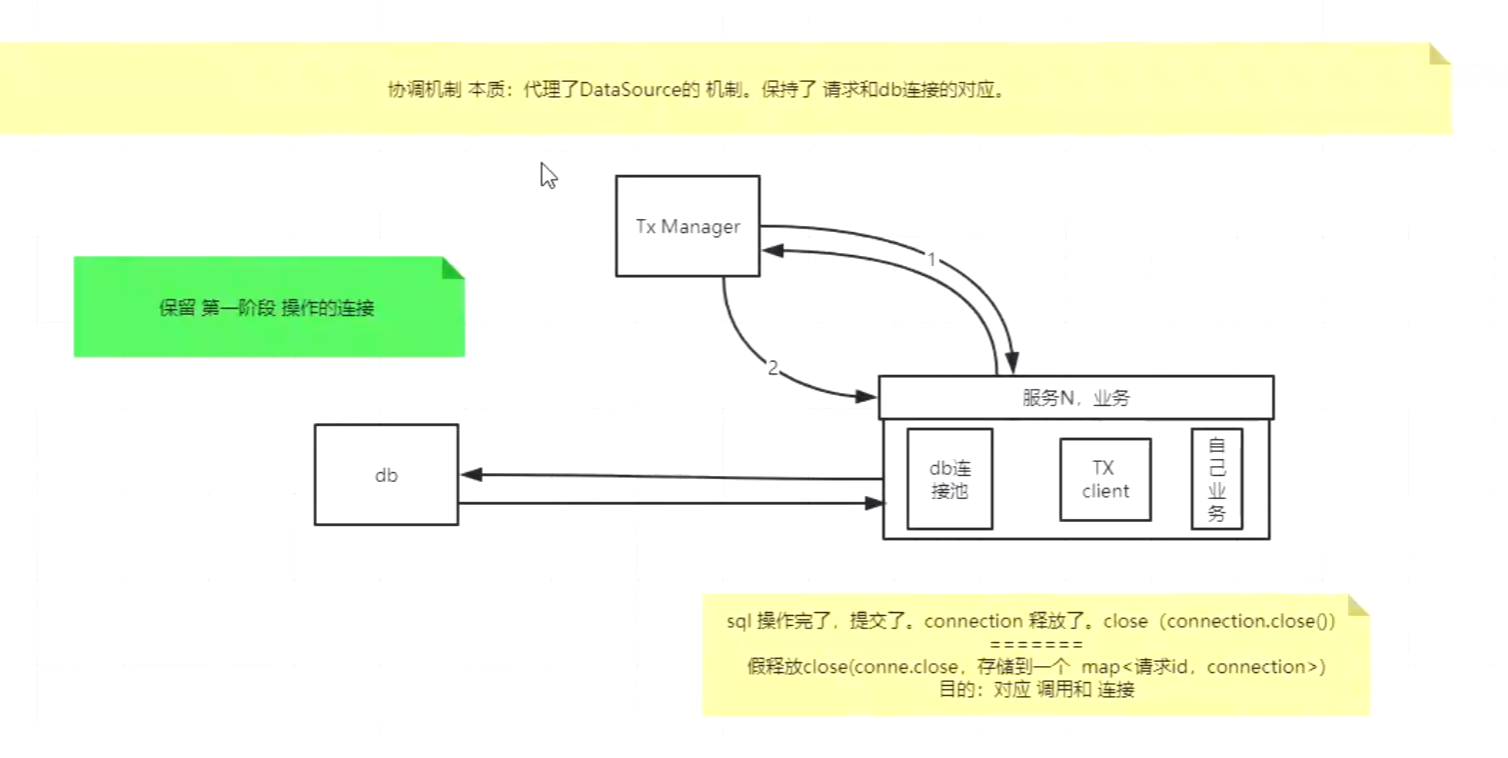 协调机制 本质：代理了DataSource的 机制。保持了 请求和db连接的对应。
Tx Manager
1
保留 第一阶段 操作的连接
2
服务N，业务
db
db连
接池
TX
client
自
己
业
务
sql 操作完了，提交了。connection 释放了。close（connection.close()）
=======
假释放close(conne.close，存储到一个 map<请求id，connection>)
目的：对应 调用和 连接